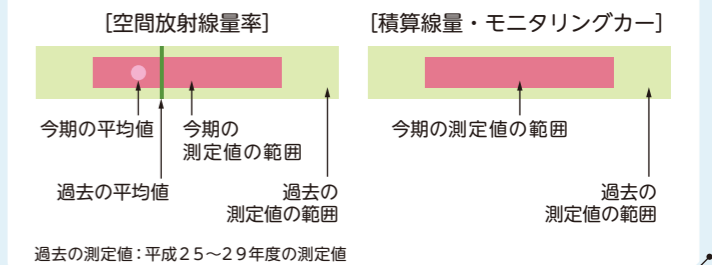 [空間放射線量率]
[積算線量・モニタリングカー]
今期の平均値
今期の
測定値の範囲
過去の平均値
過去の
測定値の範囲
今期の測定値の範囲
過去の
測定値の範囲
過去の測定値：平成25〜29年度の測定値